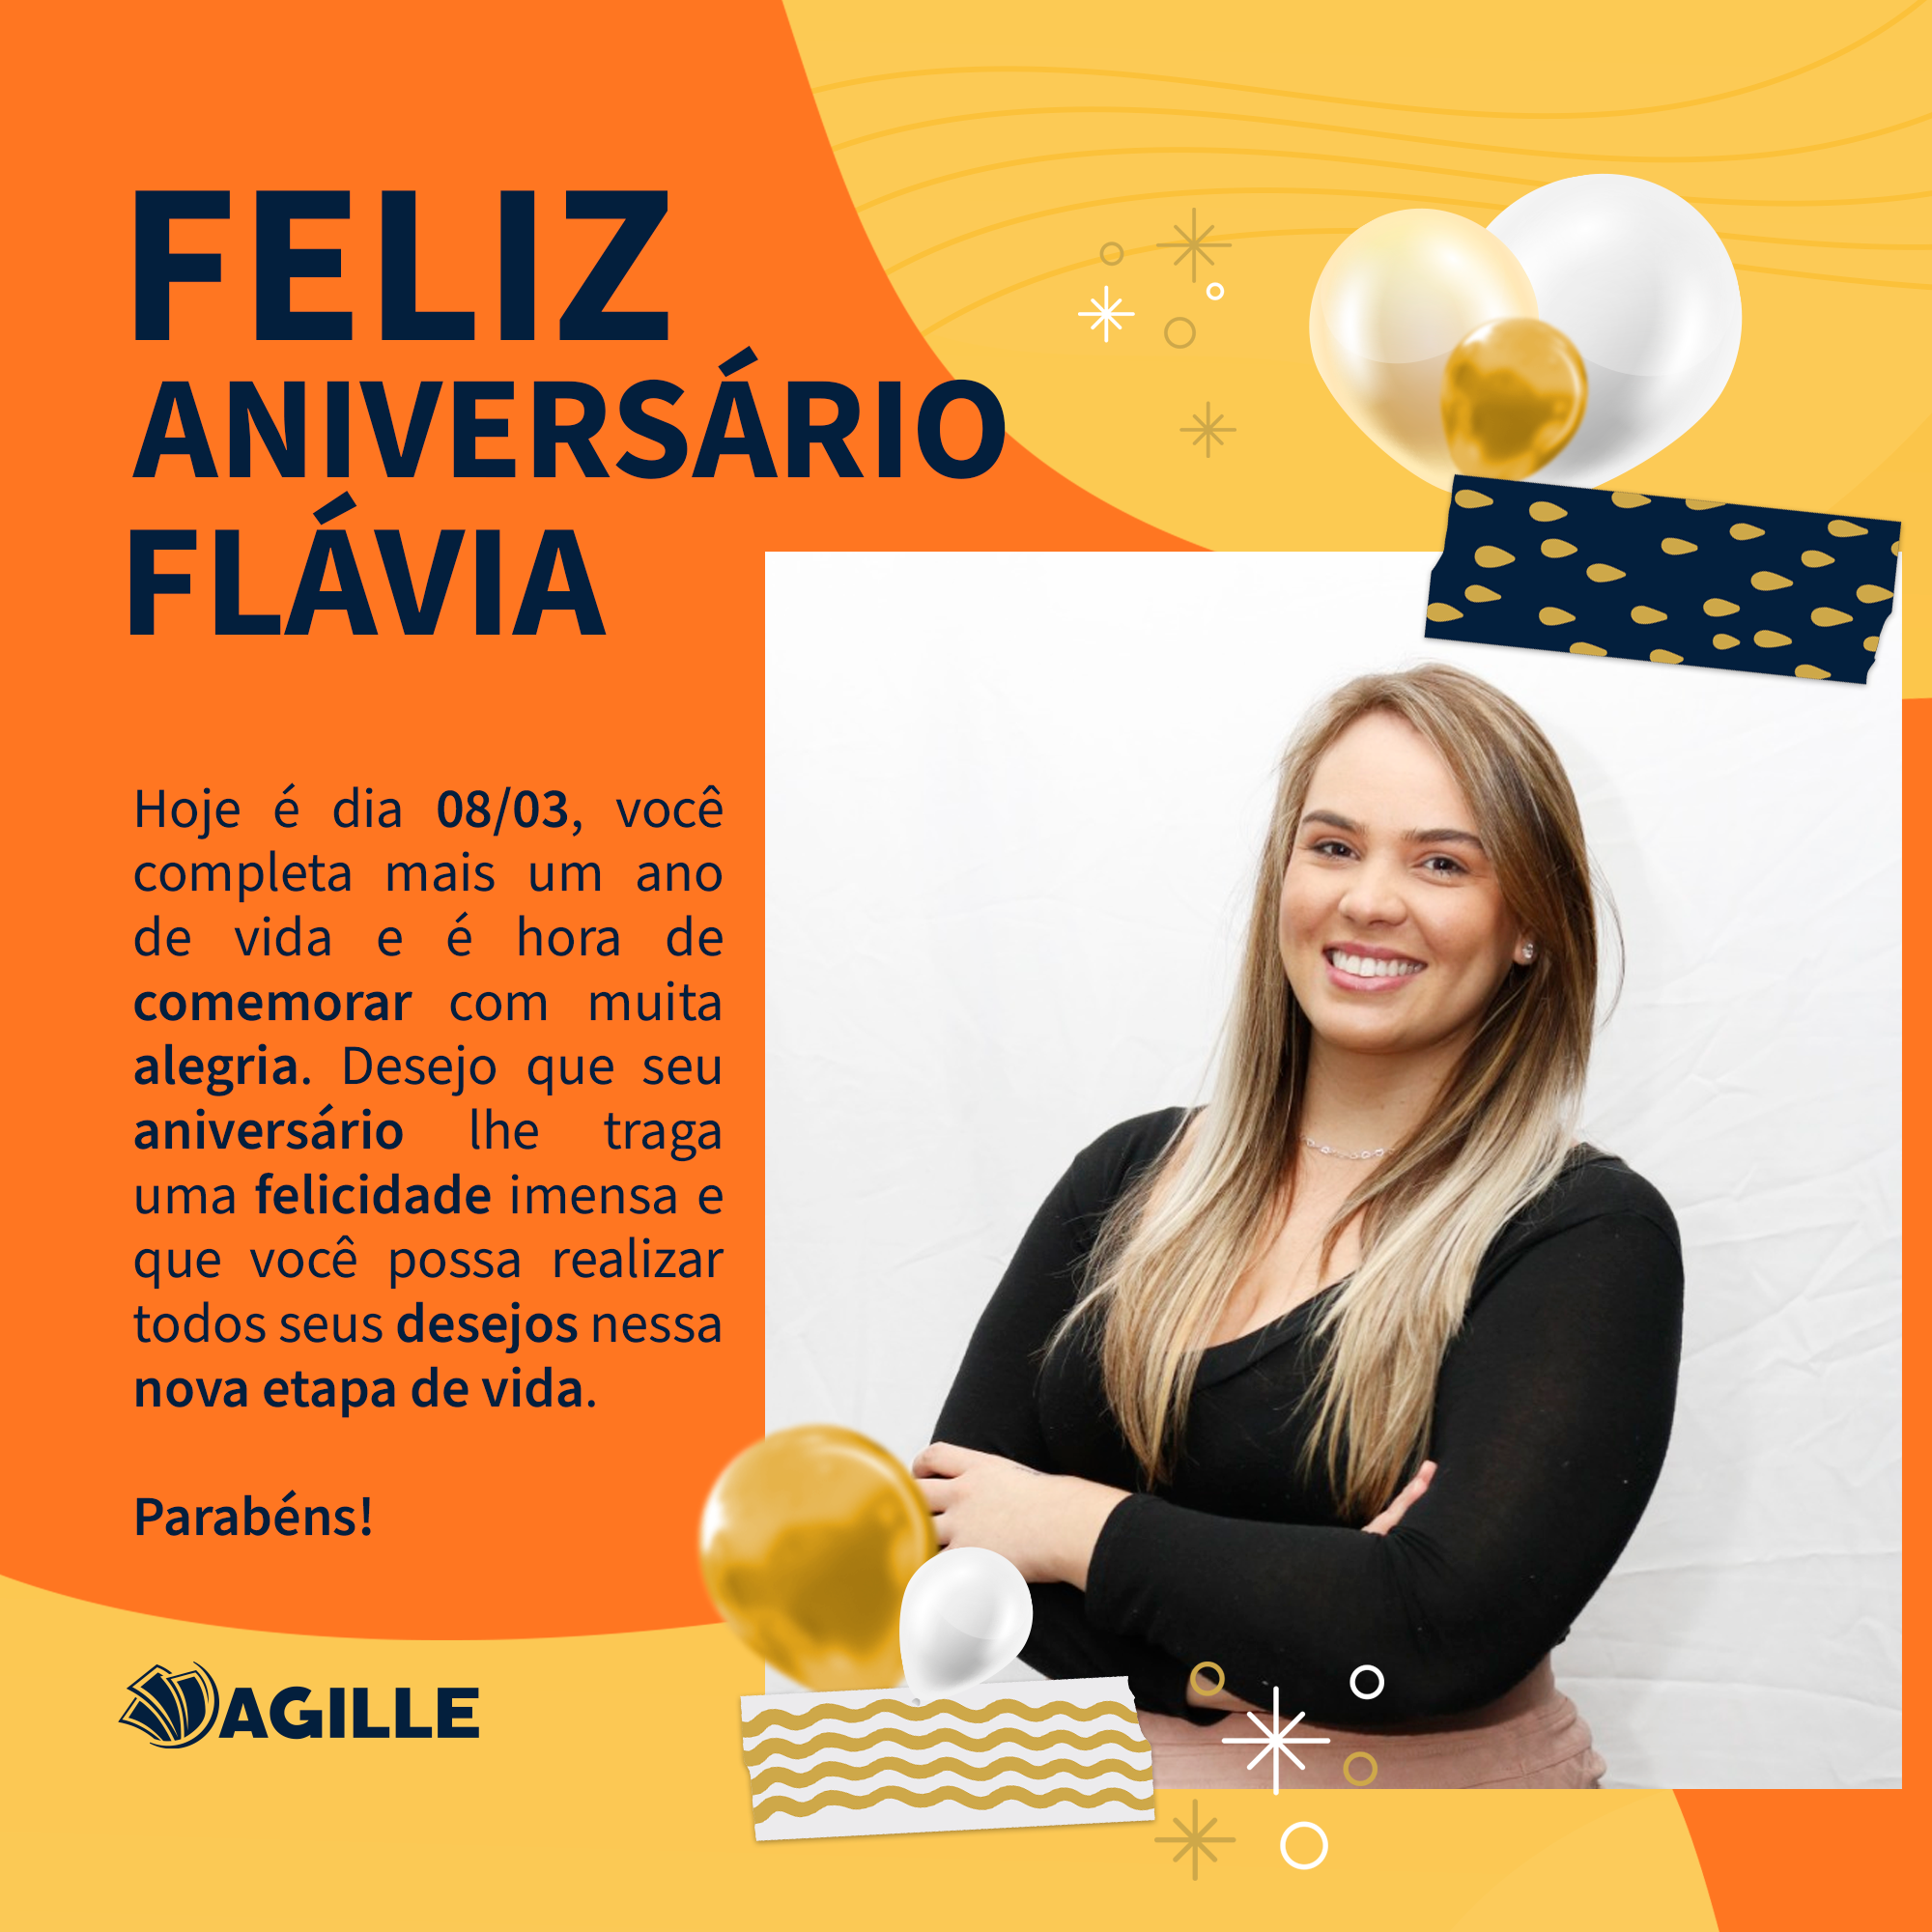 FELIZ
ANIVERSÁRIO
FLÁVIA
Hoje é dia 08/03, você
completa mais um ano
de vida e é hora de
comemorar com muita
alegria. Desejo que seu
aniversário lhe traga
uma felicidade imensa e
que você possa realizar
todos seus desejos nessa
nova etapa de vida.
Parabéns!
AGILLE